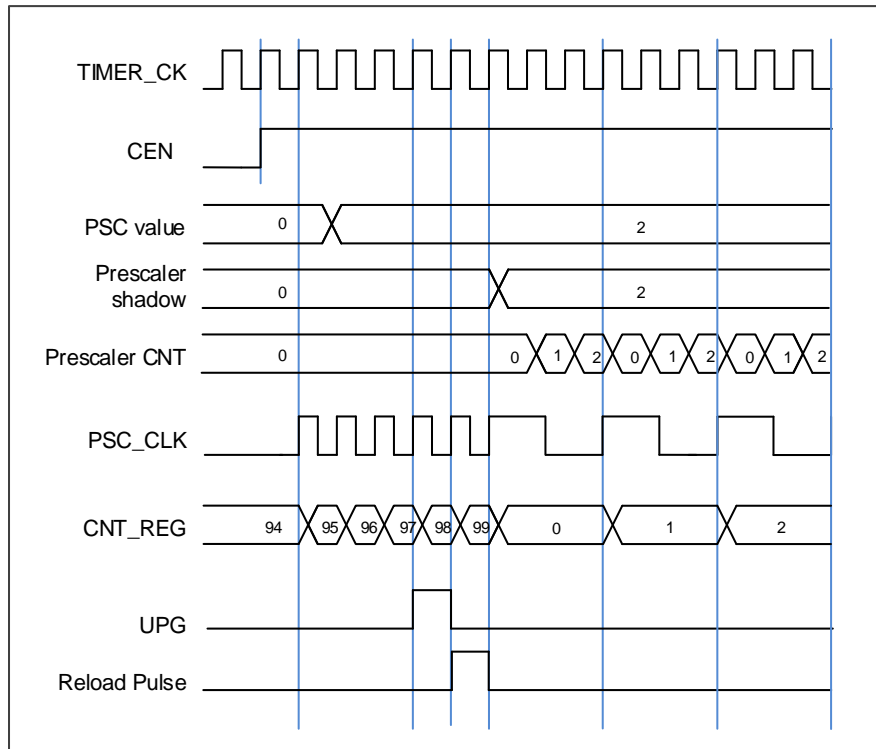 TIMER_CK
CEN
PSC value 0 2
Prescaler
shadow 0 2
Prescaler CNT 0 0 1 2 0 1 2 0 1 2
PSC_CLK
CNT_REG 94 95 96 97 98 99 0 1 2
UPG
Reload Pulse